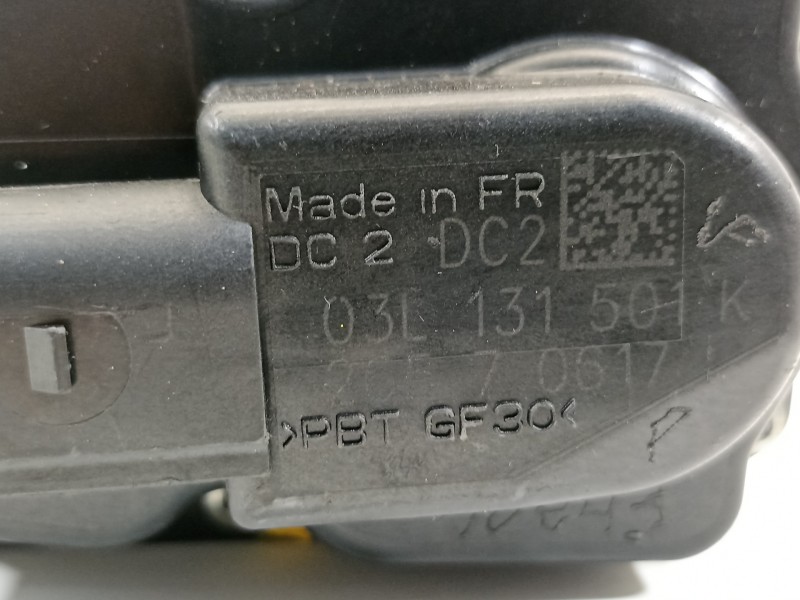 Made in FR
DC 2 DC2
03L 131 501 K
>PBT GF30<